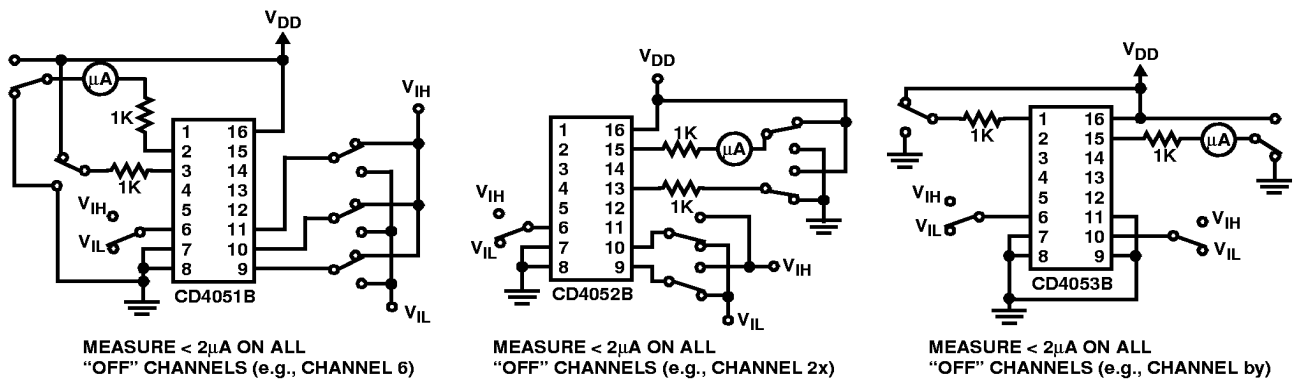 VDD
μA
1K
1K
VIH
VIL
VIH
VIL
1
2
3
4
5
6
7
8
16
15
14
13
12
11
10
9
CD4051B
MEASURE < 2μA ON ALL
“OFF” CHANNELS (e.g., CHANNEL 6)
VDD
1K
μA
1K
VIH
VIL
VIH
VIL
1
2
3
4
5
6
7
8
16
15
14
13
12
11
10
9
CD4052B
MEASURE < 2μA ON ALL
“OFF” CHANNELS (e.g., CHANNEL 2x)
VDD
1K
1K
μA
VIH
VIL
VIH
VIL
1
2
3
4
5
6
7
8
16
15
14
13
12
11
10
9
CD4053B
MEASURE < 2μA ON ALL
“OFF” CHANNELS (e.g., CHANNEL by)